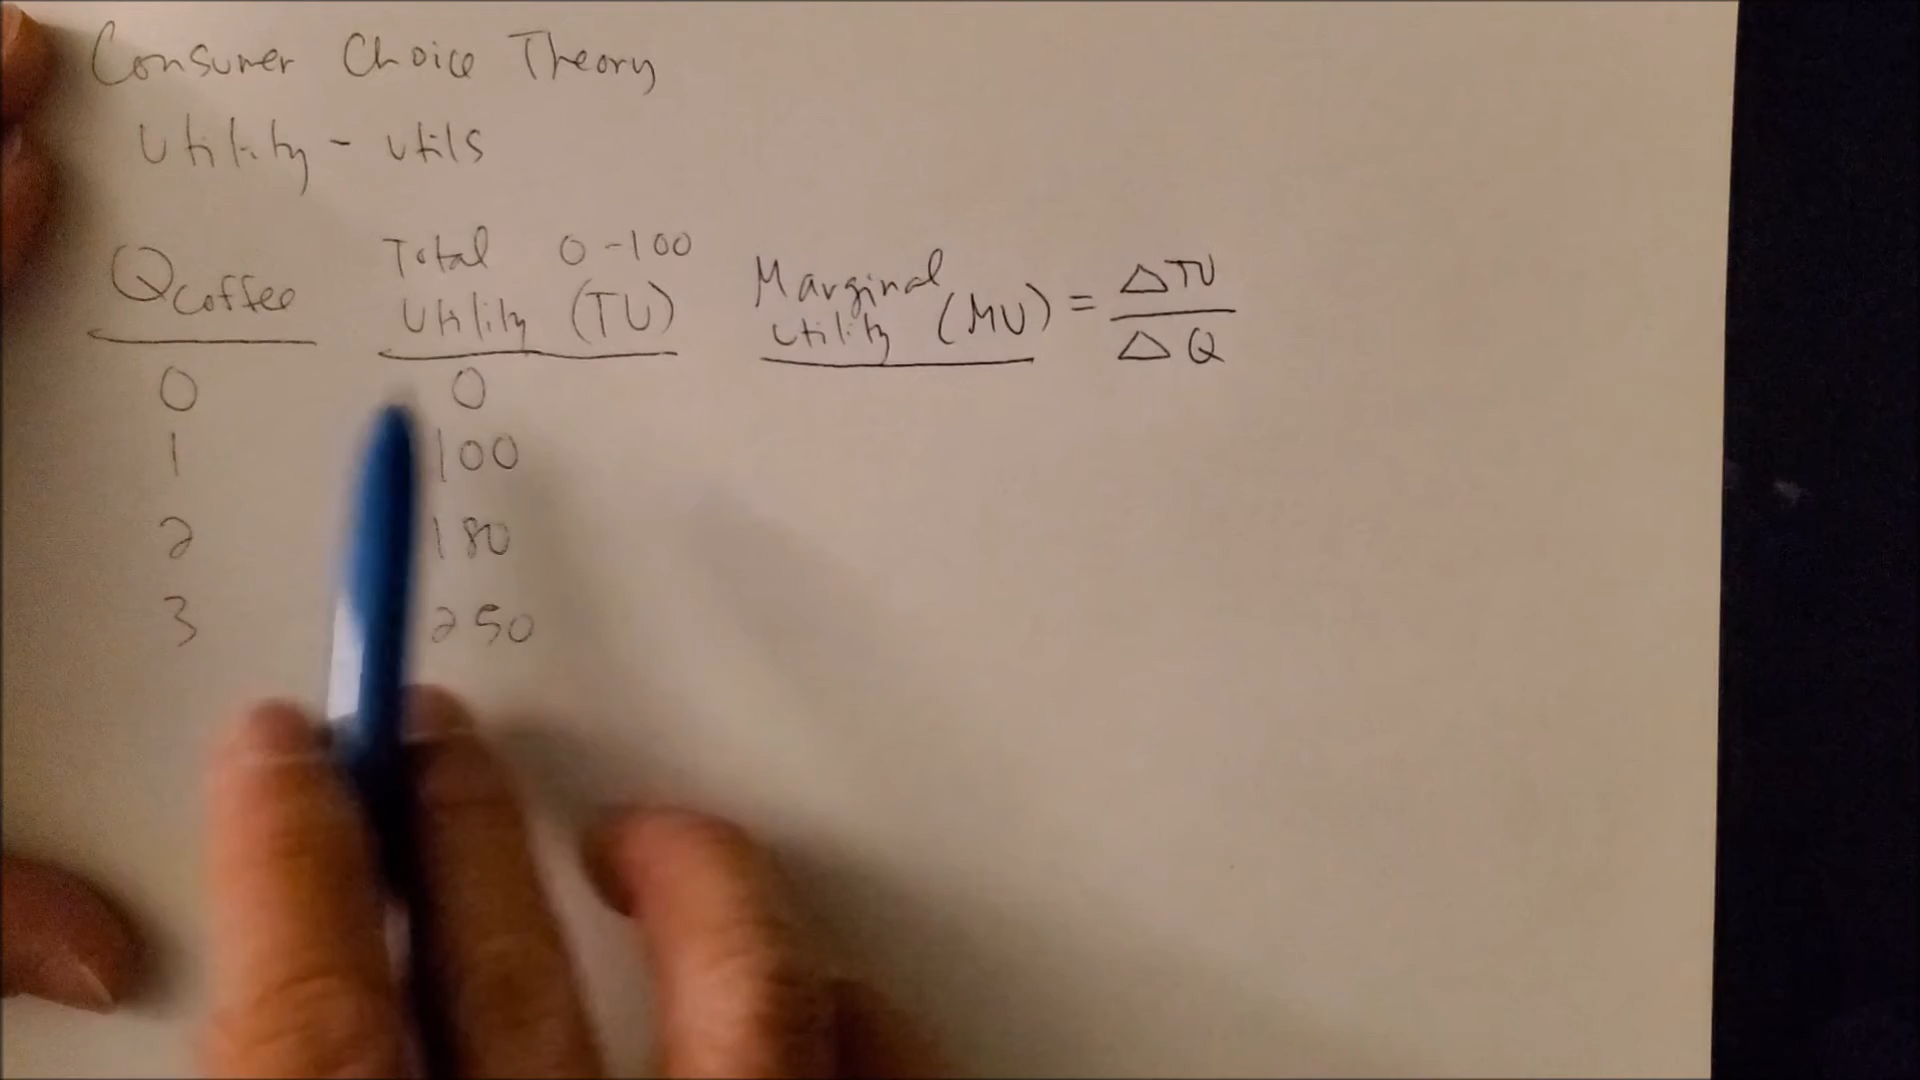 Consumer Choice Theory
Utility - utils
Qcoffee Total 0-100 Utility (TU) Marginal Utility (MU) = ΔTU / ΔQ
0 0
1 100
2 180
3 250